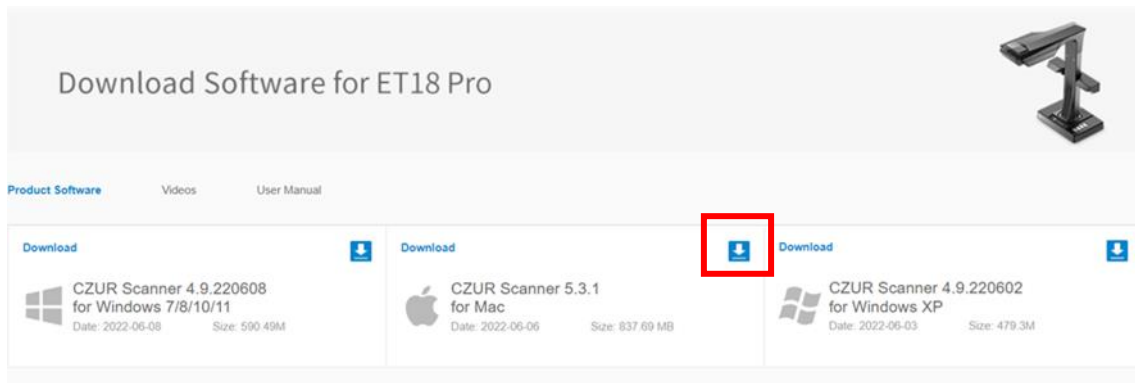 Download Software for ET18 Pro
Product Software Videos User Manual
Download
CZUR Scanner 4.9.220608
for Windows 7/8/10/11
Date: 2022-06-08 Size: 590.49M
Download
CZUR Scanner 5.3.1
for Mac
Date: 2022-06-06 Size: 837.69 MB
Download
CZUR Scanner 4.9.220602
for Windows XP
Date: 2022-06-03 Size: 479.3M